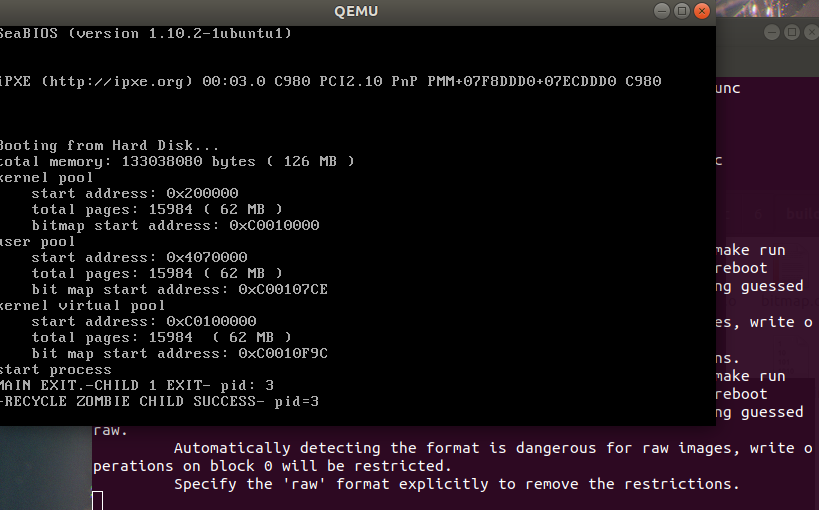 QEMU
SeaBIOS (version 1.10.2-1ubuntu1)
iPXE (http://ipxe.org) 00:03.0 C980 PCI2.10 PnP PMM+07F8DDD0+07ECDDD0 C980
Booting from Hard Disk...
total memory: 133038080 bytes ( 126 MB )
kernel pool
start address: 0x200000
total pages: 15984 ( 62 MB )
bitmap start address: 0xC0010000
user pool
start address: 0x4070000
total pages: 15984 ( 62 MB )
bit map start address: 0xC00107CE
kernel virtual pool
start address: 0xC0100000
total pages: 15984  ( 62 MB )
bit map start address: 0xC0010F9C
start process
MAIN EXIT.-CHILD 1 EXIT- pid: 3
-RECYCLE ZOMBIE CHILD SUCCESS- pid=3
unc
c
make run
reboot
ng guessed
es, write o
ns.
make run
reboot
ng guessed
raw.
Automatically detecting the format is dangerous for raw images, write o
perations on block 0 will be restricted.
Specify the 'raw' format explicitly to remove the restrictions.